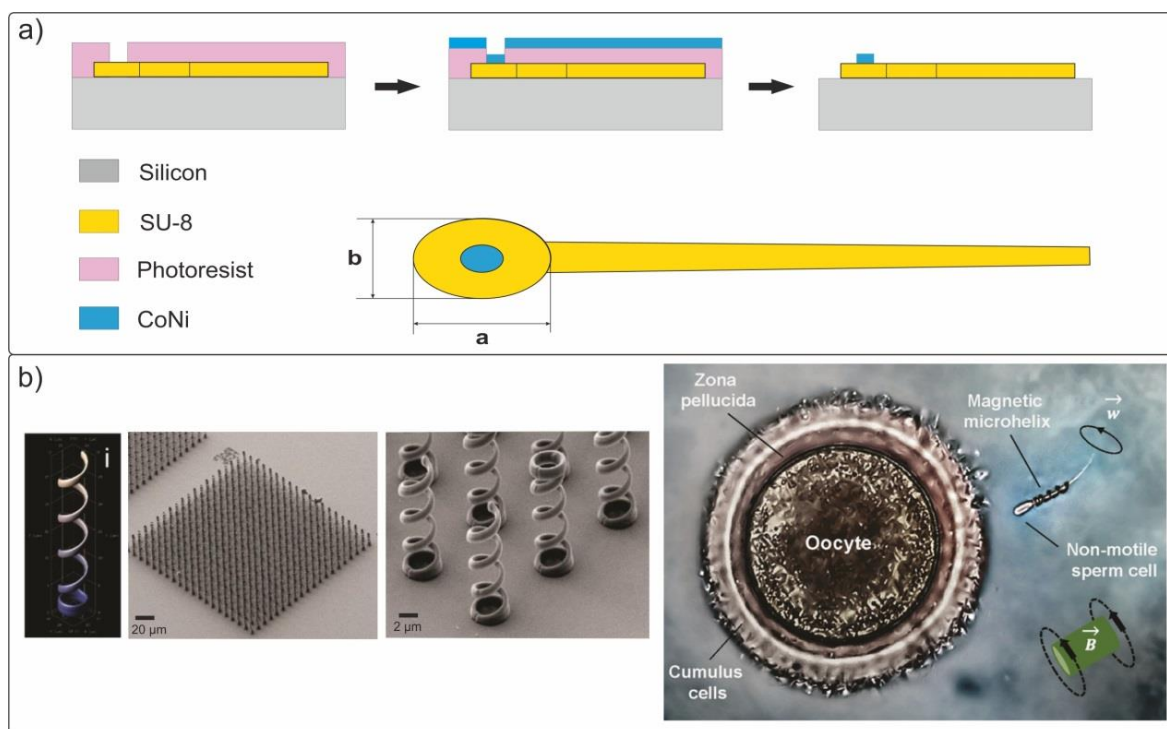 a)
Silicon
SU-8
Photoresist
CoNi
b
a
b)
i
20 µm
2 µm
Zona
pellucida
Magnetic
microhelix
w
Oocyte
Non-motile
sperm cell
B
Cumulus
cells